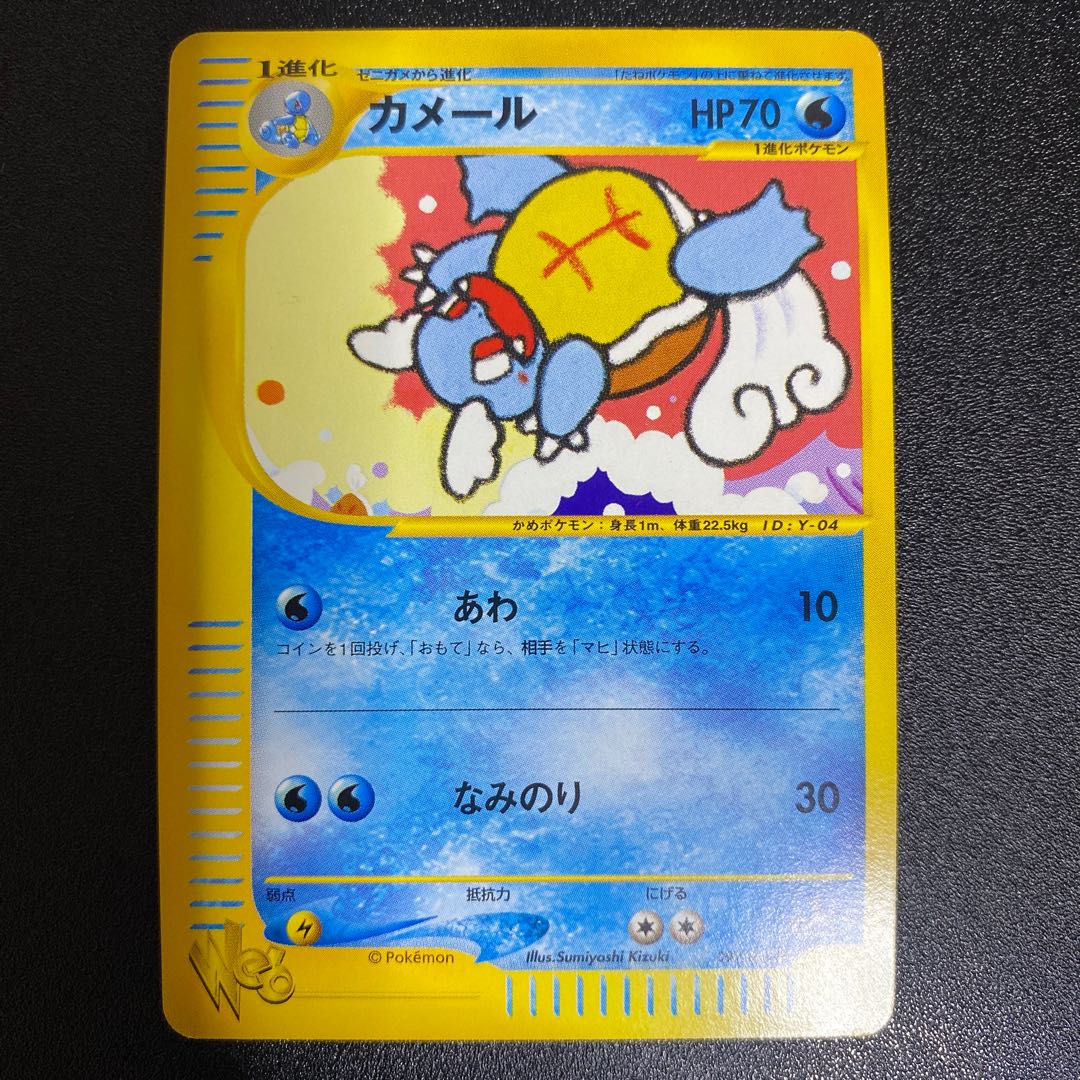 1進化
ゼニガメから進化
「たねポケモン」の上に重ねて進化させます
カメール
HP70
1進化ポケモン
かめポケモン：身長1m、体重22.5kg ID：Y-04
あわ
10
コインを1回投げ、「おもて」なら、相手を「マヒ」状態にする。
なみのり
30
弱点
抵抗力
にげる
Web
©Pokémon
Illus.Sumiyoshi Kizuki